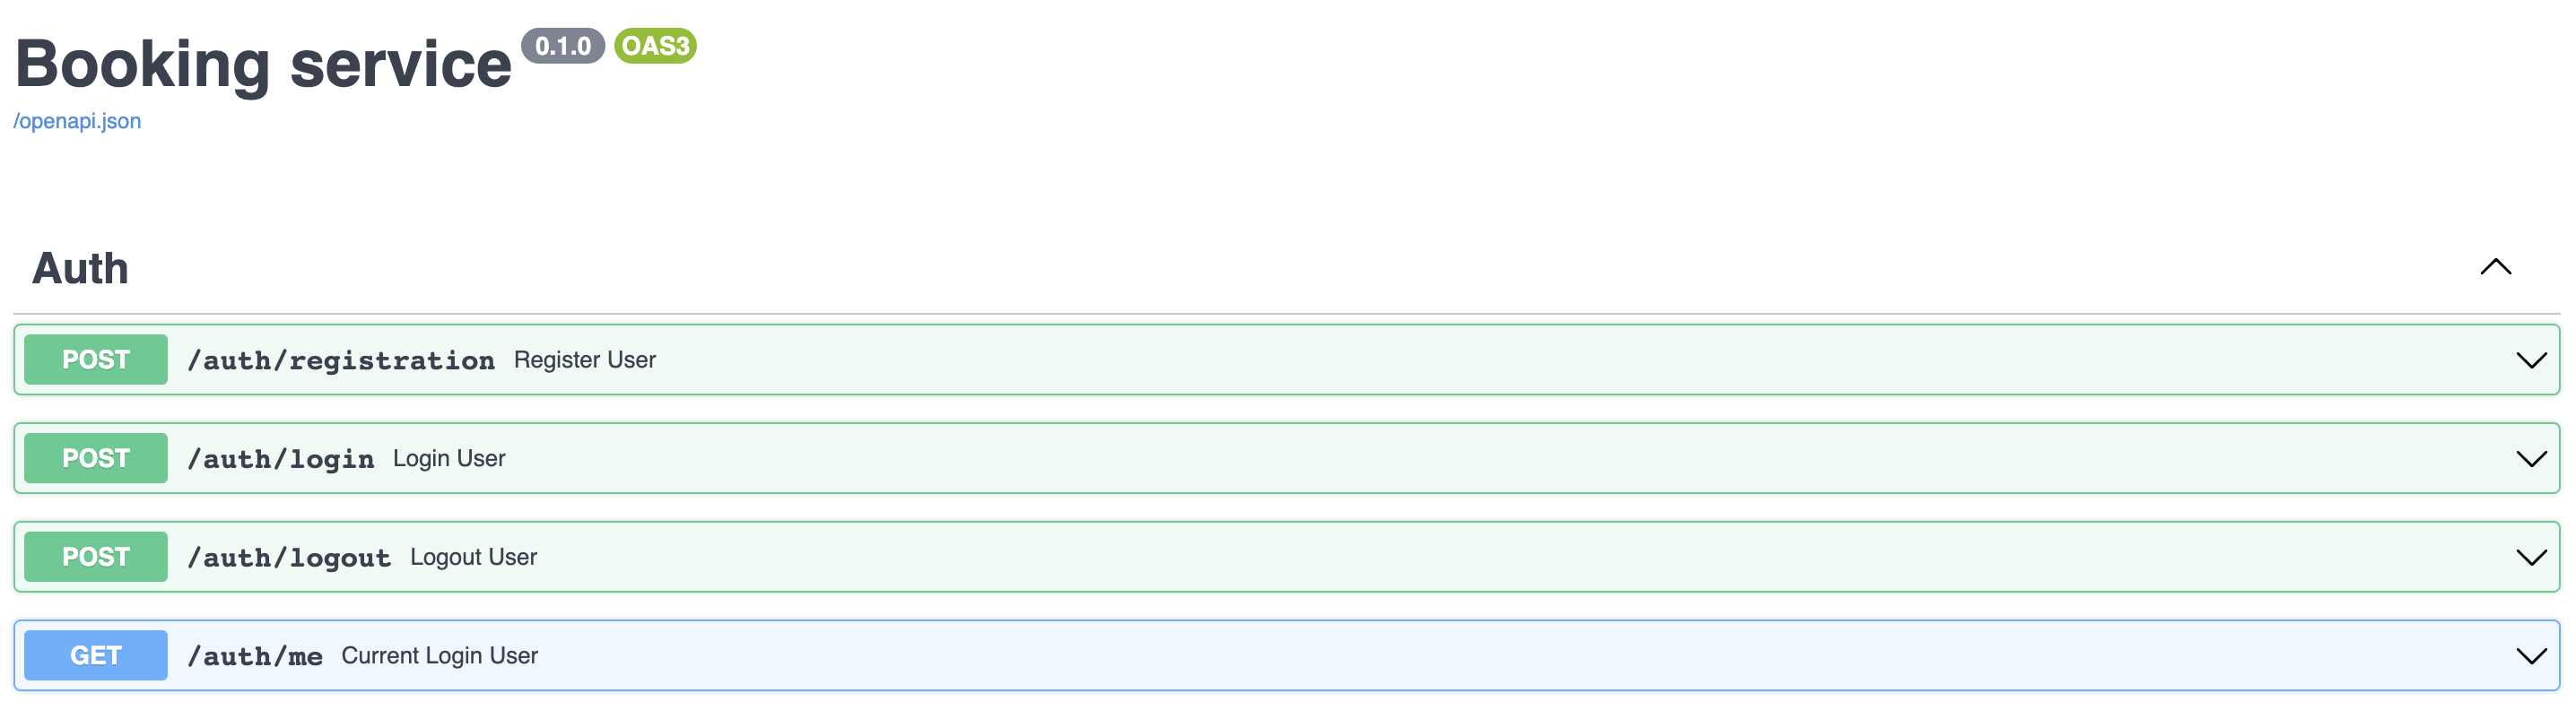 Booking service 0.1.0 OAS3
/openapi.json
Auth
POST /auth/registration Register User
POST /auth/login Login User
POST /auth/logout Logout User
GET /auth/me Current Login User